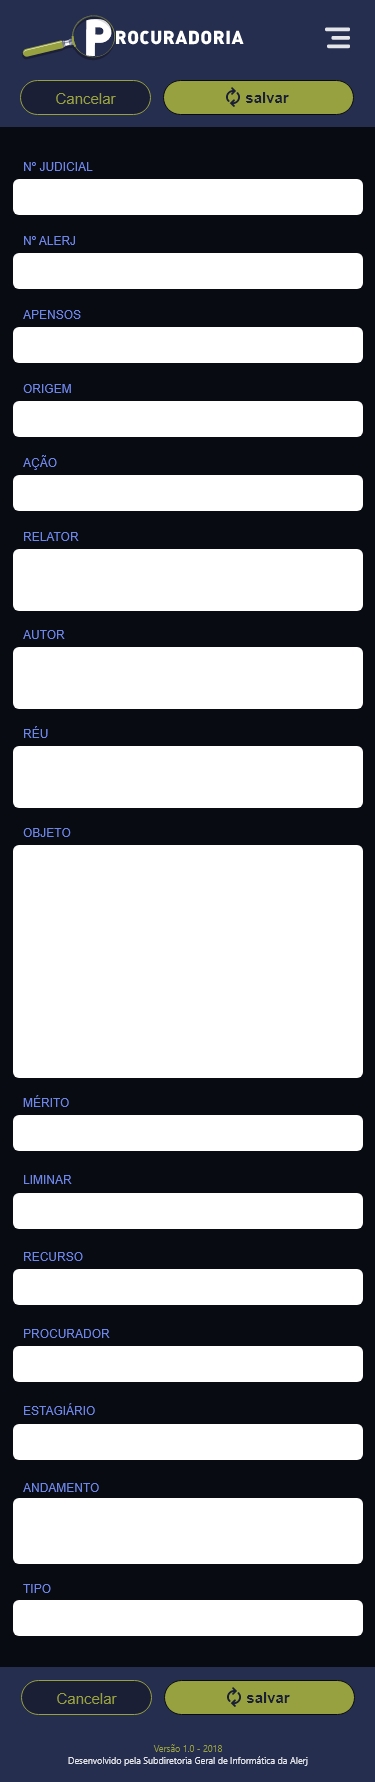 PROCURADORIA
Cancelar
salvar
Nº JUDICIAL
Nº ALERJ
APENSOS
ORIGEM
AÇÃO
RELATOR
AUTOR
RÉU
OBJETO
MÉRITO
LIMINAR
RECURSO
PROCURADOR
ESTAGIÁRIO
ANDAMENTO
TIPO
Cancelar
salvar
Versão 1.0 - 2018
Desenvolvido pela Subdiretoria Geral de Informática da Alerj